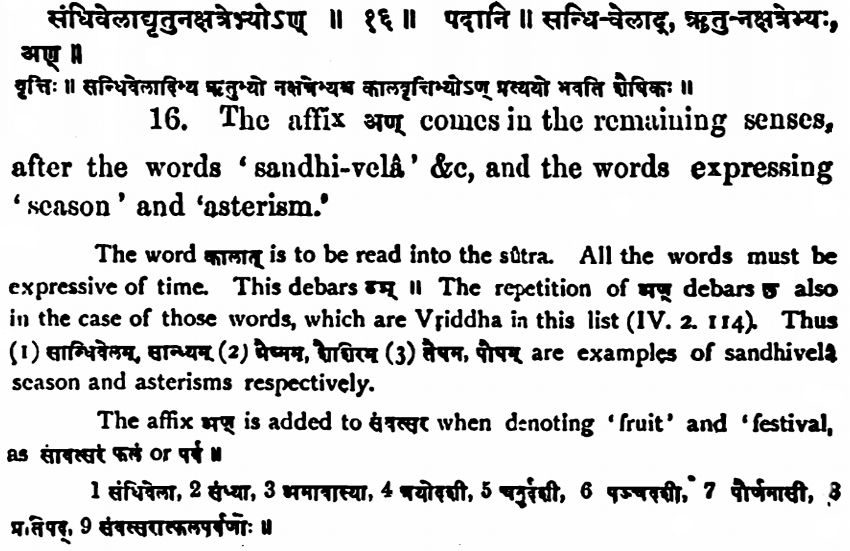 संधिवेलाद्यृतुनक्षत्रेभ्योऽण् ॥ १६ ॥ पदानि ॥ सन्धि-वेलाद्, ऋतु-नक्षत्रेभ्यः,
अण् ॥
वृत्तिः ॥ सन्धिवेलादिभ्य ऋतुभ्यो नक्षत्रेभ्यश्च कालवृत्तिभ्योऽण् प्रत्ययो भवति शैषिकः ॥
16. The affix अण् comes in the remaining senses,
after the words ‘sandhi-velâ’ &c, and the words expressing
‘season’ and ‘asterism.’
The word कालात् is to be read into the sûtra. All the words must be
expressive of time. This debars ठञ् ॥ The repetition of अण् debars छ also
in the case of those words, which are Vṛiddha in this list (IV. 2. 114). Thus
(1) सान्धिवेलम्, सान्ध्यम् (2) ग्रैष्मम, शैशिरम (3) तैषम, पौषम् are examples of sandhivelâ
season and asterisms respectively.
The affix अण् is added to संवत्सर when denoting ‘fruit’ and ‘festival,
as सांवत्सरं फलं or पर्व ॥
1 संधिवेला, 2 संध्या, 3 अमावास्या, 4 त्रयोदशी, 5 चतुर्दशी, 6 पञ्चदशी, 7 पौर्णमासी, 8
प्रतिपद्, 9 संवत्सरात्फलपर्वणोः ॥